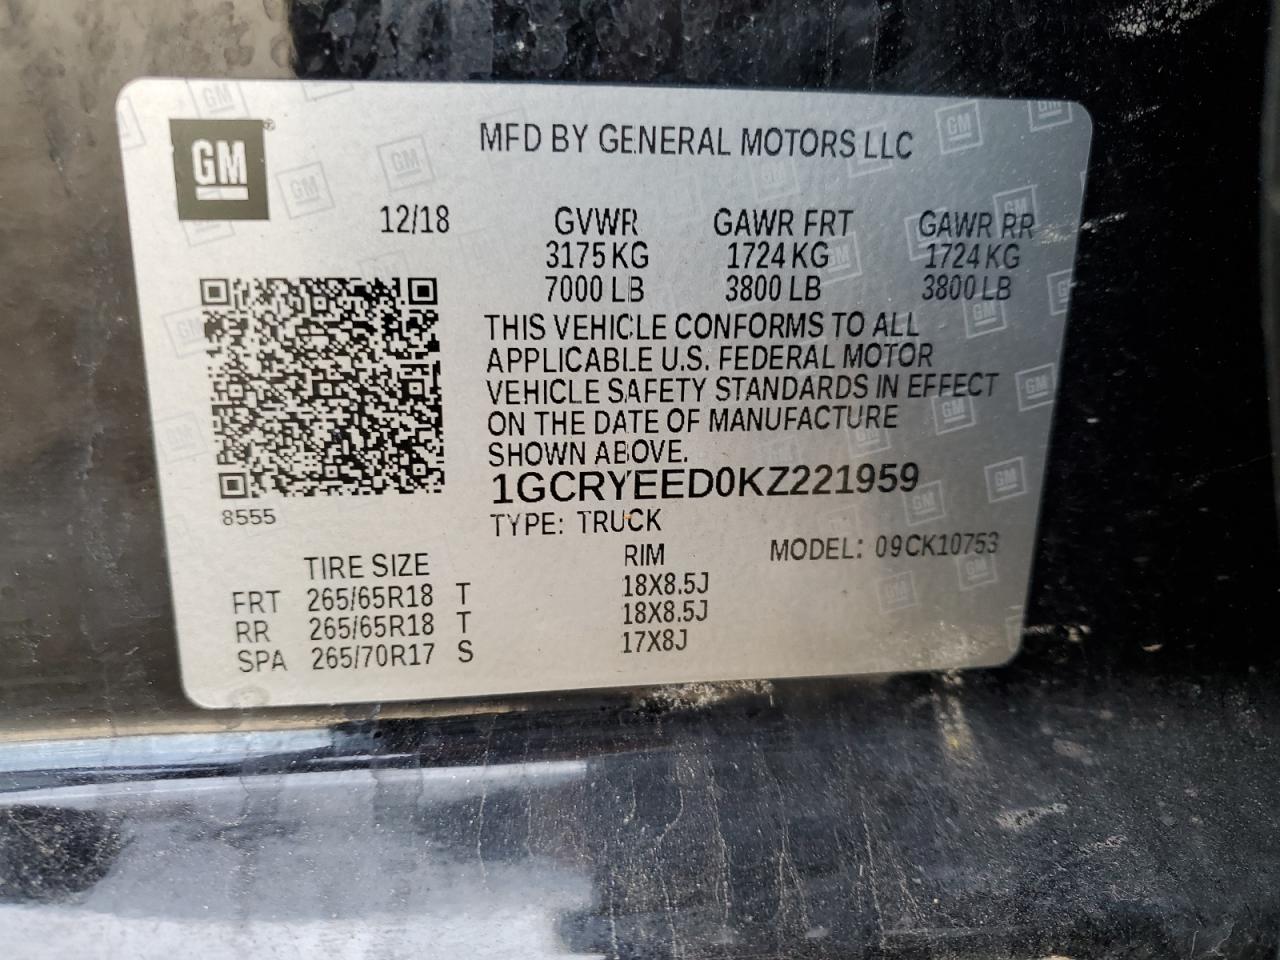 GM
MFD BY GENERAL MOTORS LLC
12/18 GVWR GAWR FRT GAWR RR
3175 KG 1724 KG 1724 KG
7000 LB 3800 LB 3800 LB
THIS VEHICLE CONFORMS TO ALL
APPLICABLE U.S. FEDERAL MOTOR
VEHICLE SAFETY STANDARDS IN EFFECT
ON THE DATE OF MANUFACTURE
SHOWN ABOVE.
1GCRYEED0KZ221959
8555
TYPE: TRUCK
MODEL: 09CK10753
TIRE SIZE RIM
FRT 265/65R18 T 18X8.5J
RR 265/65R18 T 18X8.5J
SPA 265/70R17 S 17X8J